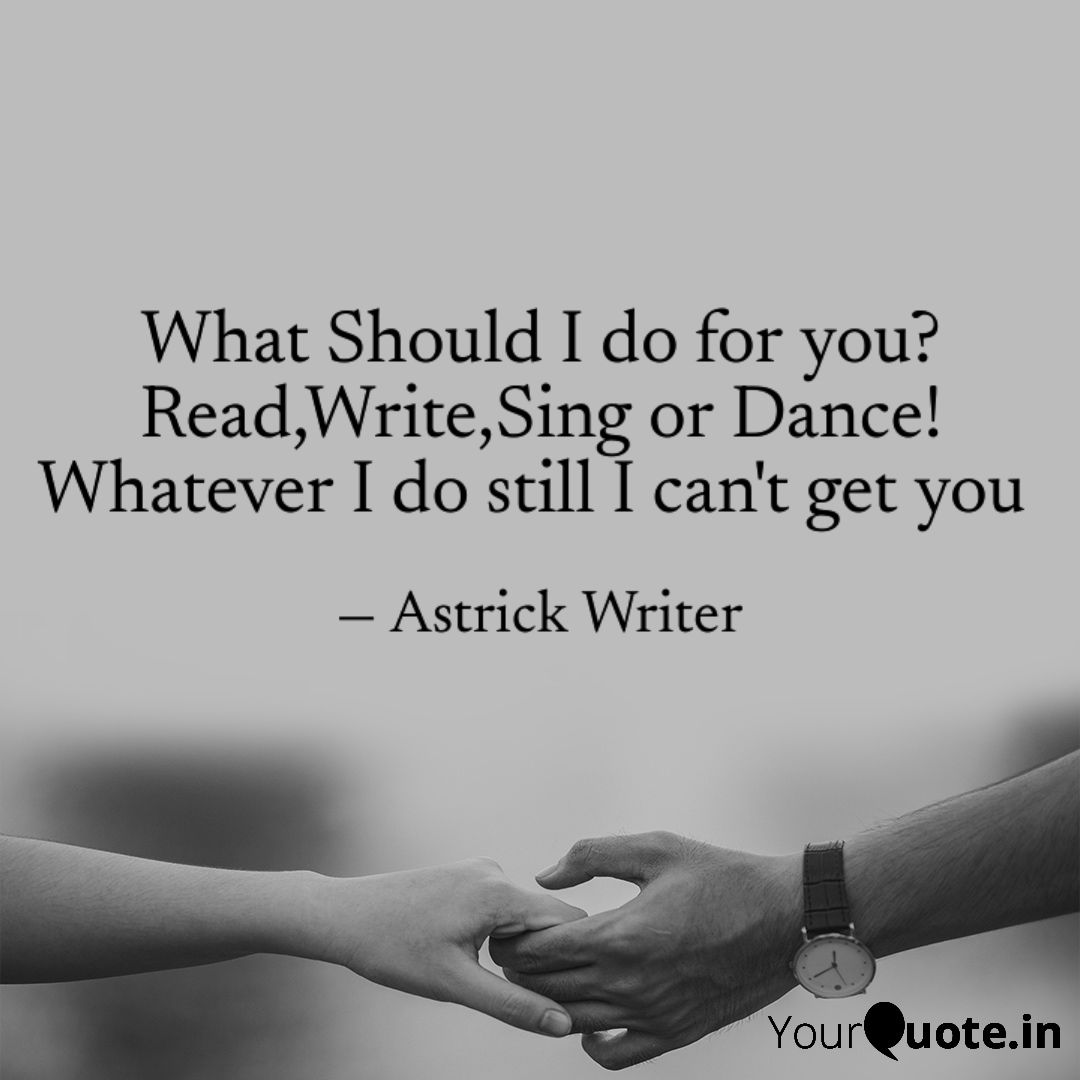 What Should I do for you?
Read,Write,Sing or Dance!
Whatever I do still I can't get you
– Astrick Writer
YourQuote.in